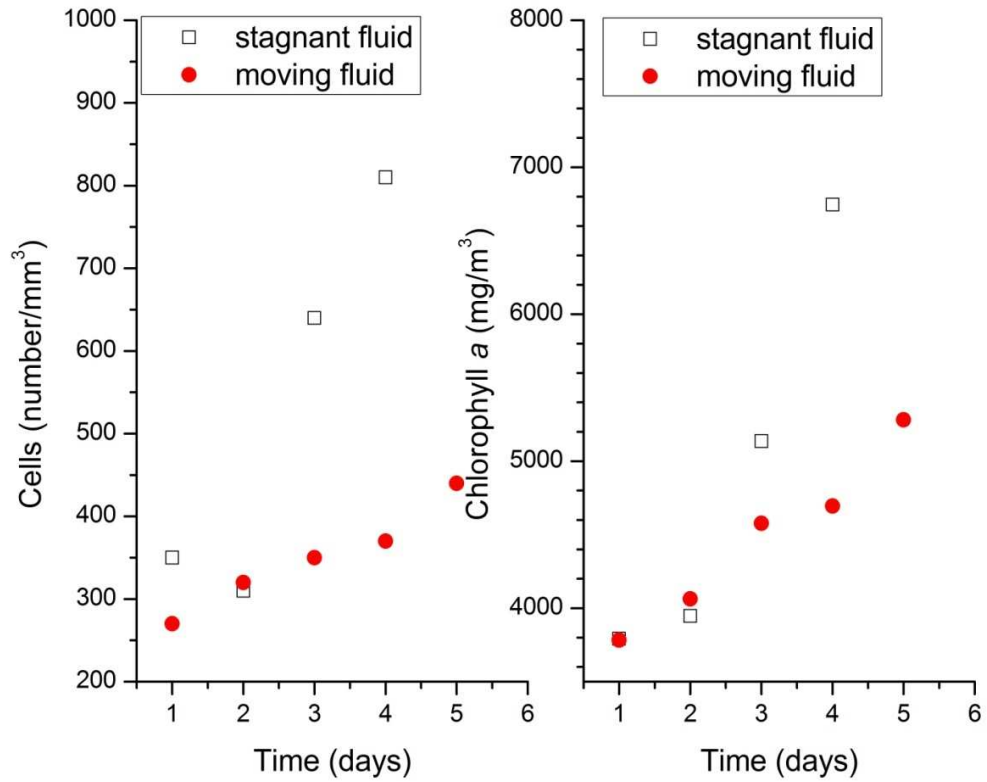 stagnant fluid
moving fluid
1000
900
800
700
600
500
400
300
200
Cells (number/mm³)
1 2 3 4 5 6
Time (days)
stagnant fluid
moving fluid
8000
7000
6000
5000
4000
Chlorophyll a (mg/m³)
1 2 3 4 5 6
Time (days)